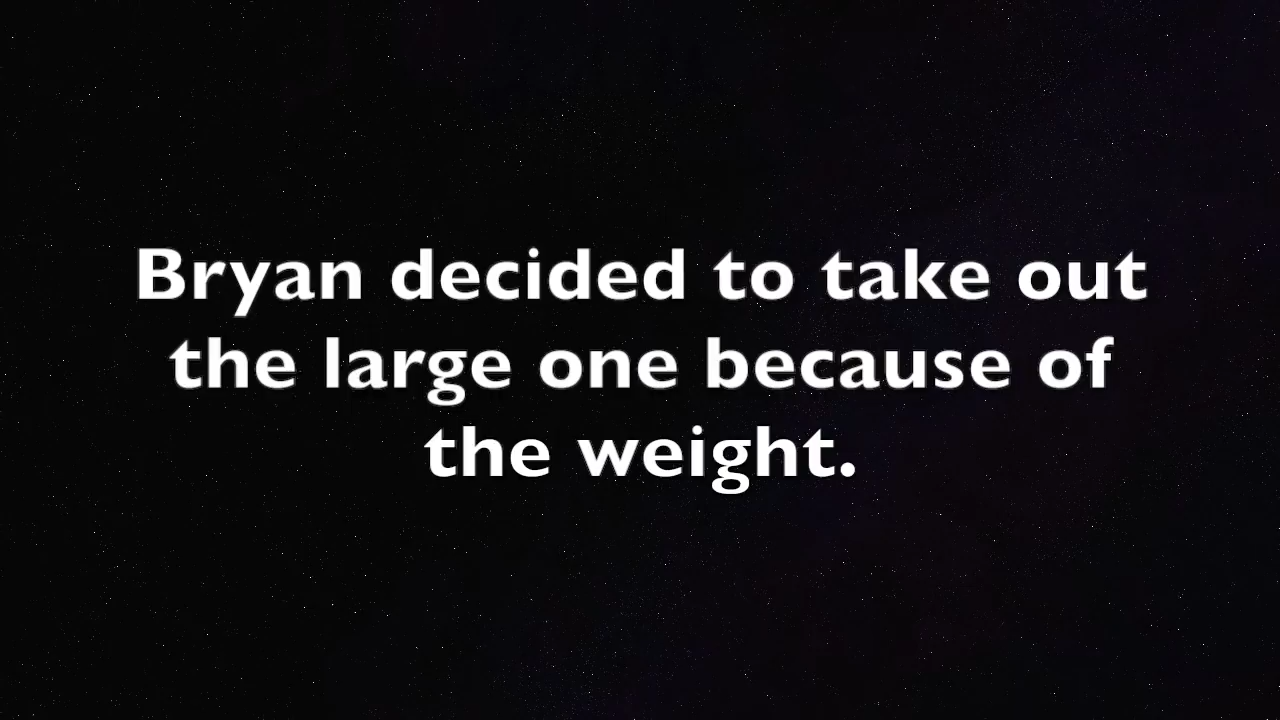 Bryan decided to take out
the large one because of
the weight.